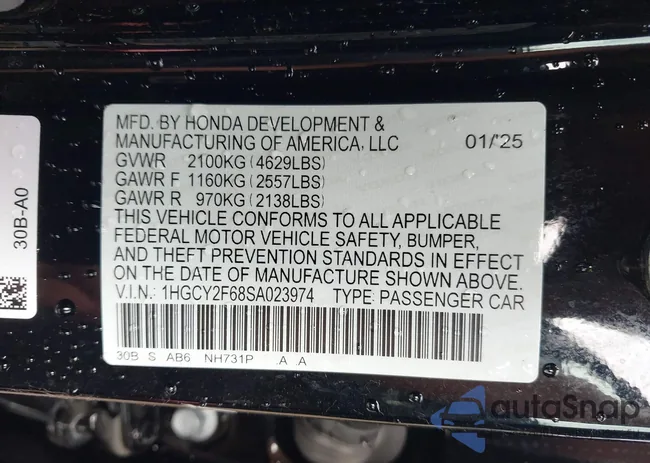 MFD. BY HONDA DEVELOPMENT &
MANUFACTURING OF AMERICA, LLC 01/'25
GVWR 2100KG (4629LBS)
GAWR F 1160KG (2557LBS)
GAWR R 970KG (2138LBS)
THIS VEHICLE CONFORMS TO ALL APPLICABLE
FEDERAL MOTOR VEHICLE SAFETY, BUMPER,
AND THEFT PREVENTION STANDARDS IN EFFECT
ON THE DATE OF MANUFACTURE SHOWN ABOVE.
V.I.N.: 1HGCY2F68SA023974 TYPE: PASSENGER CAR
30B S AB6 NH731P A A
30B-A0
autoSnap